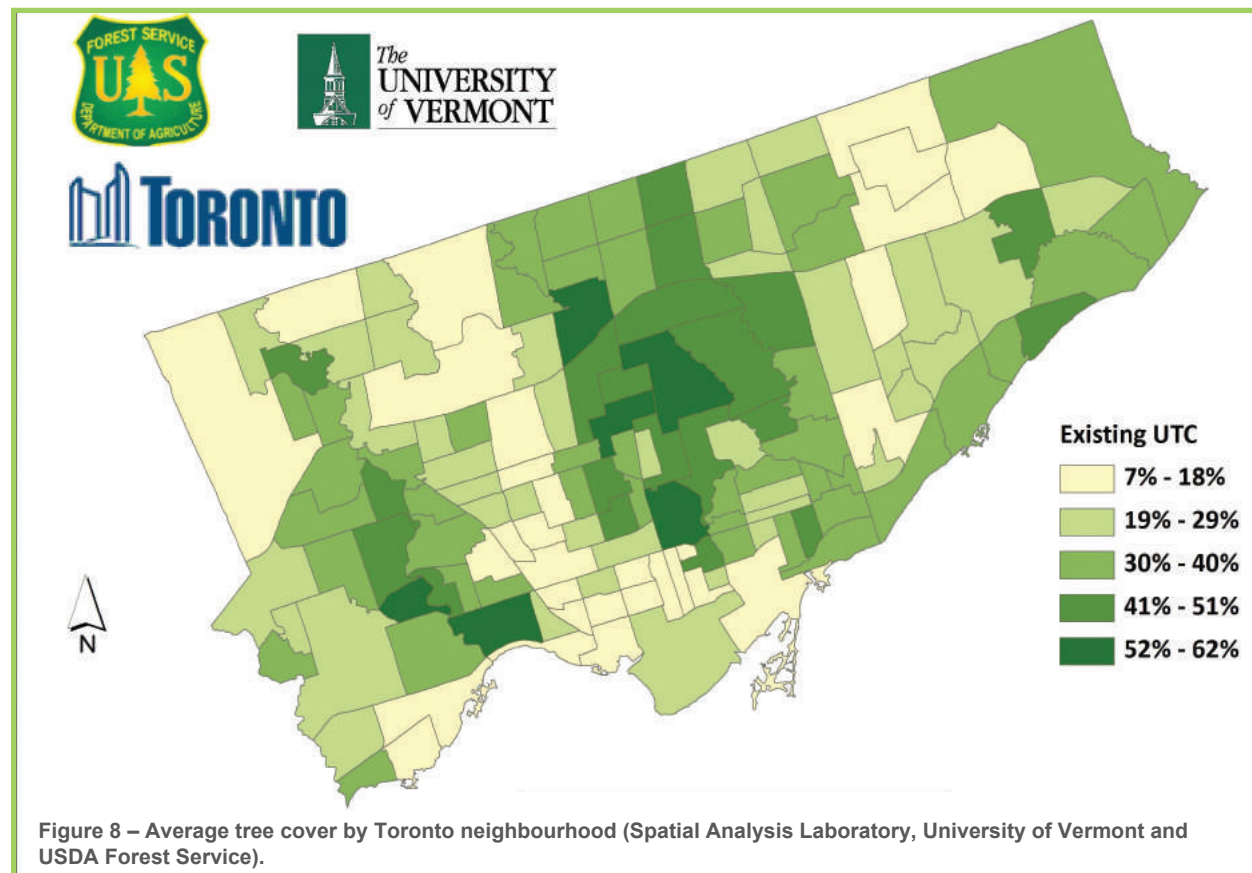 FOREST SERVICE
U S
DEPARTMENT OF AGRICULTURE
The
UNIVERSITY
of VERMONT
TORONTO
Existing UTC
7% - 18%
19% - 29%
30% - 40%
41% - 51%
52% - 62%
N
Figure 8 – Average tree cover by Toronto neighbourhood (Spatial Analysis Laboratory, University of Vermont and
USDA Forest Service).